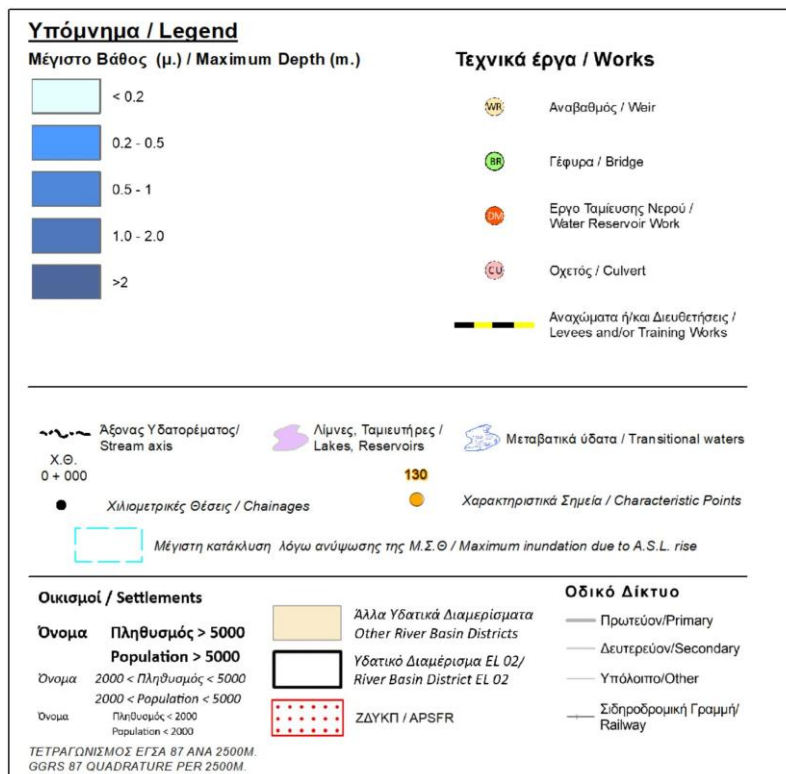 Υπόμνημα / Legend
Μέγιστο Βάθος (μ.) / Maximum Depth (m.)
< 0.2
0.2 - 0.5
0.5 - 1
1.0 - 2.0
>2
Τεχνικά έργα / Works
WR
Αναβαθμός / Weir
BR
Γέφυρα / Bridge
DM
Εργο Ταμίευσης Νερού /
Water Reservoir Work
CU
Οχετός / Culvert
Αναχώματα ή/και Διευθετήσεις /
Levees and/or Training Works
Άξονας Υδατορέματος/
Stream axis
Λίμνες, Ταμιευτήρες /
Lakes, Reservoirs
Μεταβατικά ύδατα / Transitional waters
Χ.Θ.
0 + 000
Χιλιομετρικές Θέσεις / Chainages
130
Χαρακτηριστικά Σημεία / Characteristic Points
Μέγιστη κατάκλυση λόγω ανύψωσης της Μ.Σ.Θ / Maximum inundation due to A.S.L. rise
Οικισμοί / Settlements
Όνομα Πληθυσμός > 5000
Population > 5000
Όνομα 2000 < Πληθυσμός < 5000
2000 < Population < 5000
Όνομα Πληθυσμός < 2000
Population < 2000
Άλλα Υδατικά Διαμερίσματα
Other River Basin Districts
Υδατικό Διαμέρισμα EL 02/
River Basin District EL 02
ΖΔΥΚΠ / APSFR
Οδικό Δίκτυο
Πρωτεύον/Primary
Δευτερεύον/Secondary
Υπόλοιπο/Other
Σιδηροδρομική Γραμμή/
Railway
ΤΕΤΡΑΓΩΝΙΣΜΟΣ ΕΓΣΑ 87 ΑΝΑ 2500Μ.
GGRS 87 QUADRATURE PER 2500M.